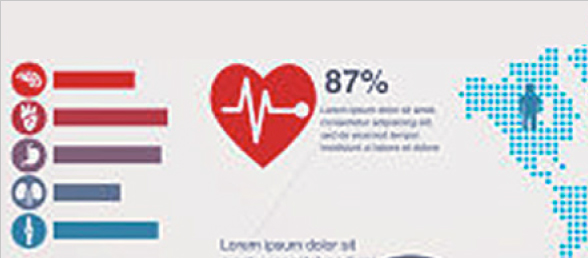 87%
Lorem ipsum dolor sit amet,
consectetur adipiscing elit,
sed do eiusmod tempor
incididunt ut labore et dolore
Lorem ipsum dolor sit